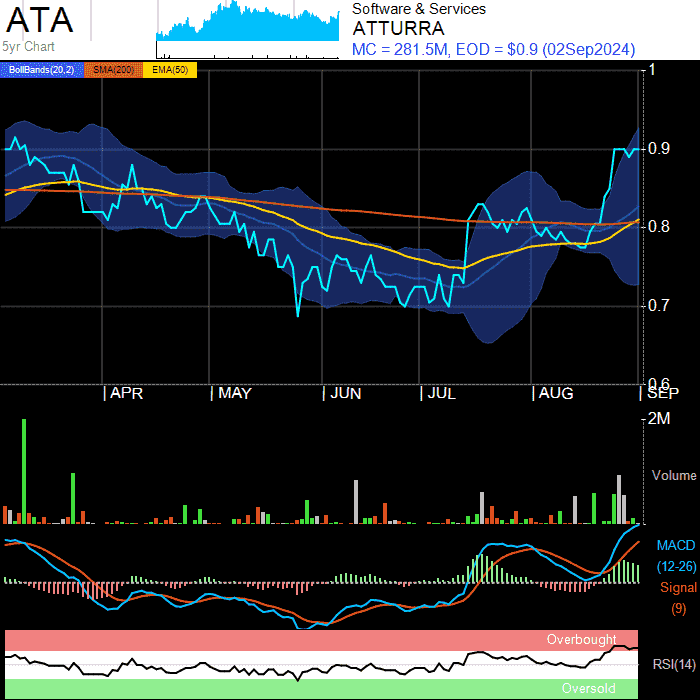 ATA
5yr Chart
Software & Services
ATTURRA
MC = 281.5M, EOD = $0.9 (02Sep2024)
BollBands(20,2) SMA(200) EMA(50)
1
0.9
0.8
0.7
0.6
APR MAY JUN JUL AUG SEP
2M
Volume
MACD
(12-26)
Signal
(9)
Overbought
RSI(14)
Oversold